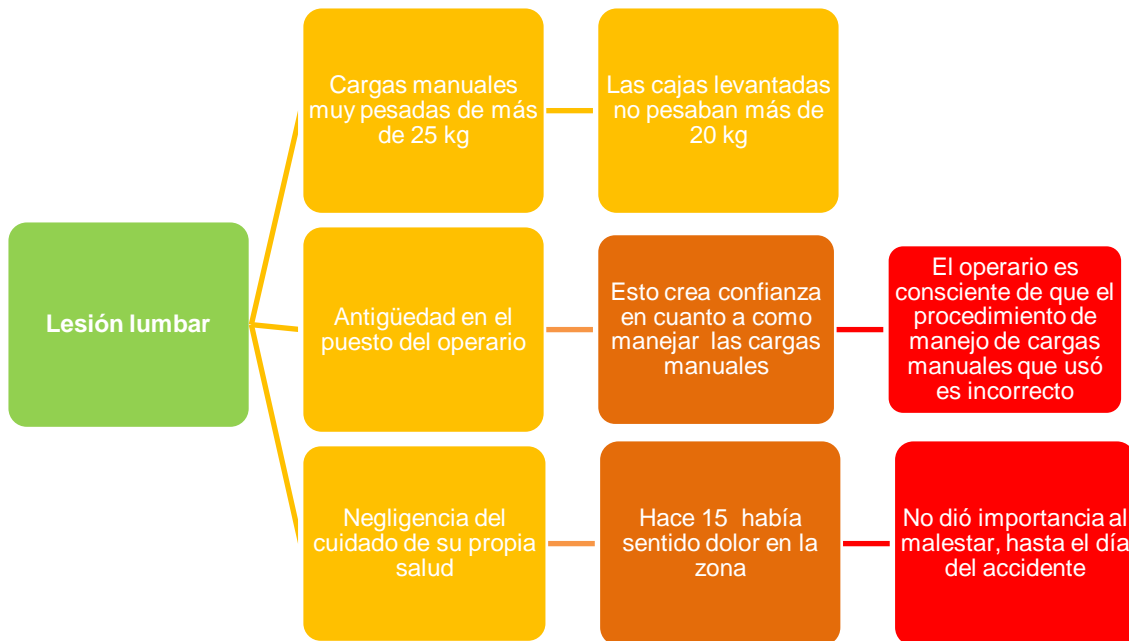 Cargas manuales
muy pesadas de más
de 25 kg
Las cajas levantadas
no pesaban más de
20 kg
Lesión lumbar
Antigüedad en el
puesto del operario
Esto crea confianza
en cuanto a como
manejar las cargas
manuales
El operario es
consciente de que el
procedimiento de
manejo de cargas
manuales que usó
es incorrecto
Negligencia del
cuidado de su propia
salud
Hace 15 había
sentido dolor en la
zona
No dió importancia al
malestar, hasta el día
del accidente